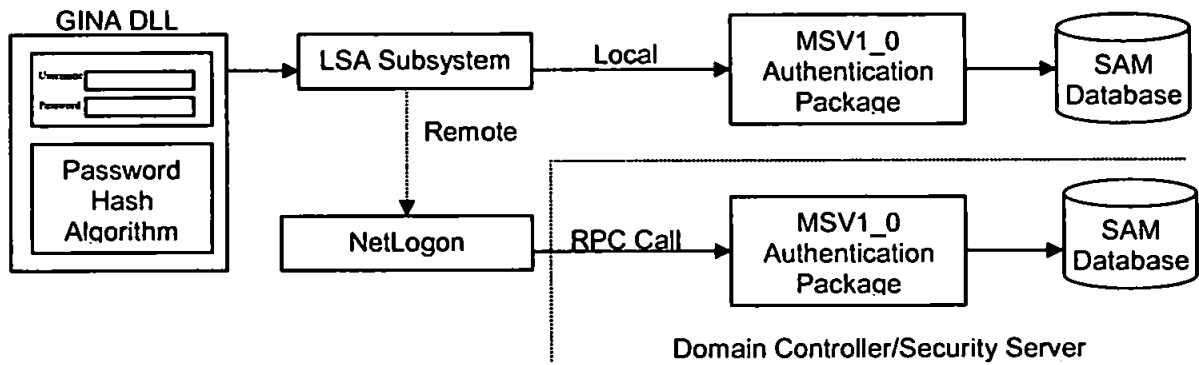 GINA DLL
Username
Password
Password
Hash
Algorithm
LSA Subsystem
Local
MSV1_0
Authentication
Package
SAM
Database
Remote
NetLogon
RPC Call
MSV1_0
Authentication
Package
SAM
Database
Domain Controller/Security Server